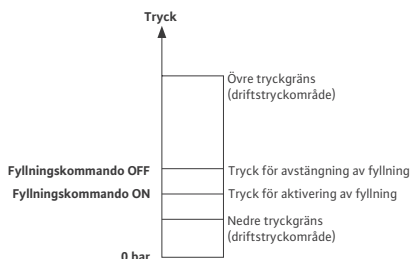 Tryck
Övre tryckgräns
(driftstryckområde)
Fyllningskommando OFF
Tryck för avstängning av fyllning
Fyllningskommando ON
Tryck för aktivering av fyllning
Nedre tryckgräns
(driftstryckområde)
0 bar